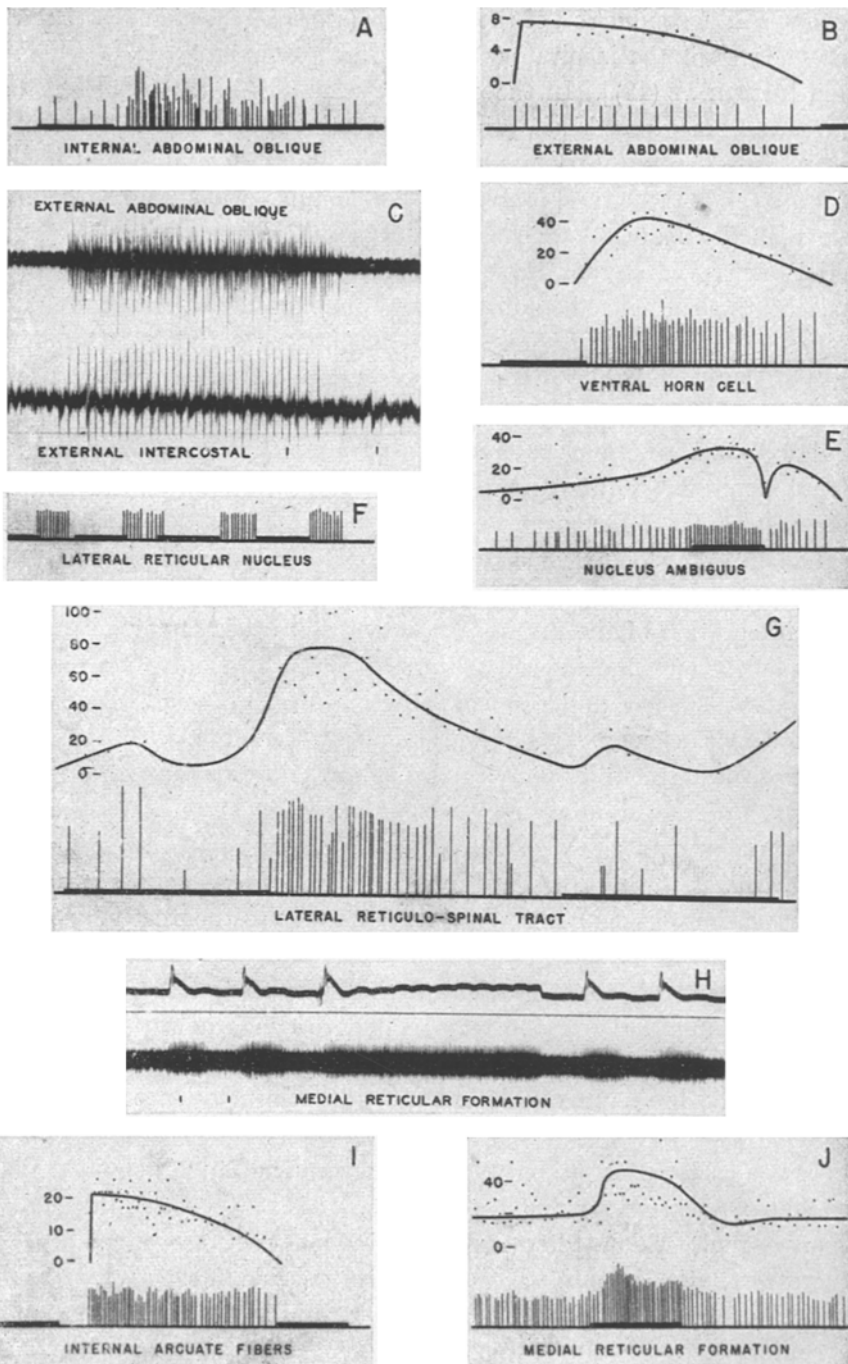 A
INTERNAL ABDOMINAL OBLIQUE
B
8
4
0
EXTERNAL ABDOMINAL OBLIQUE
C
EXTERNAL ABDOMINAL OBLIQUE
EXTERNAL INTERCOSTAL
D
40
20
0
VENTRAL HORN CELL
E
40
20
0
NUCLEUS AMBIGUUS
F
LATERAL RETICULAR NUCLEUS
G
100
80
60
40
20
0
LATERAL RETICULO-SPINAL TRACT
H
MEDIAL RETICULAR FORMATION
I
20
10
0
INTERNAL ARCUATE FIBERS
J
40
20
0
MEDIAL RETICULAR FORMATION